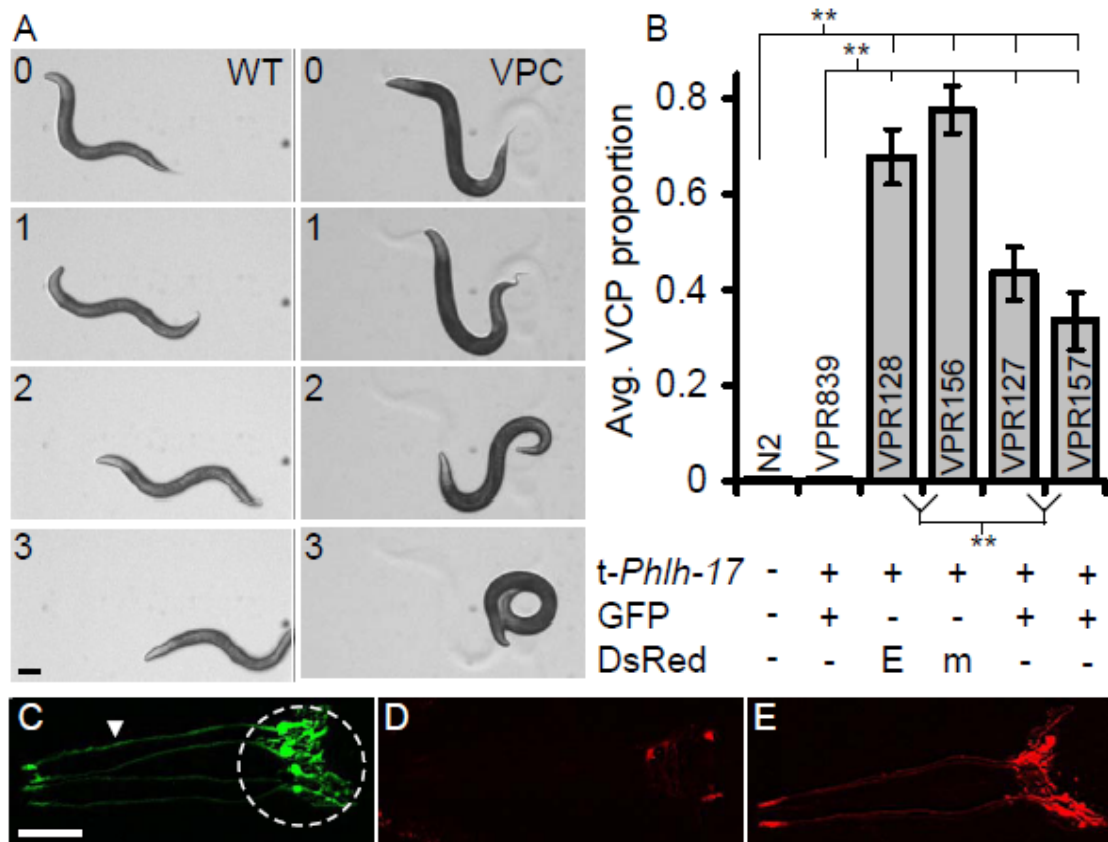 A
0 WT
1
2
3
0 VPC
1
2
3
B
**
**
Avg. VCP proportion
0.8
0.6
0.4
0.2
0
N2
VPR839
VPR128
VPR156
VPR127
VPR157
**
t-Phlh-17 - + + + + +
GFP - + - - + +
DsRed - - E m - -
C
D
E